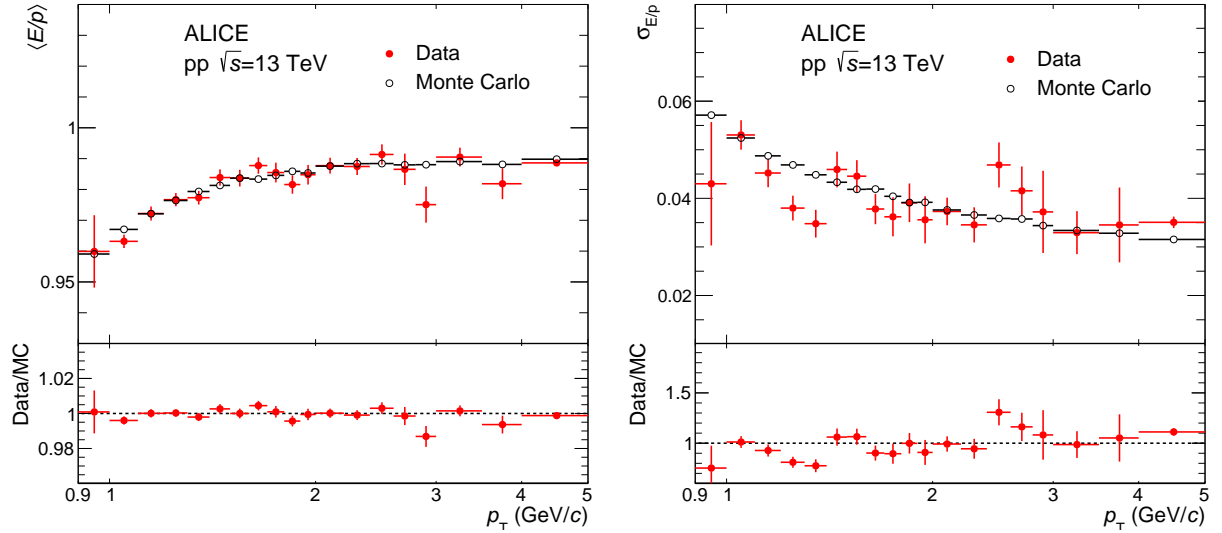 ⟨E/p⟩
ALICE
pp √s=13 TeV
Data
Monte Carlo
1
0.95
Data/MC
1.02
1
0.98
0.9
1
2
3
4
5
p_T (GeV/c)
σ_E/p
ALICE
pp √s=13 TeV
Data
Monte Carlo
0.06
0.04
0.02
Data/MC
1.5
1
0.9
1
2
3
4
5
p_T (GeV/c)